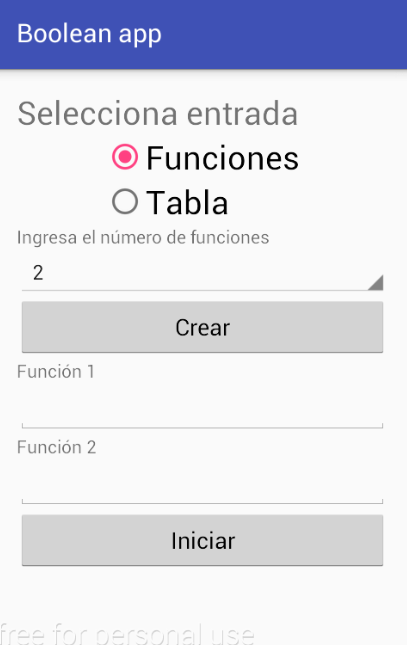 Boolean app
Selecciona entrada
Funciones
Tabla
Ingresa el número de funciones
2
Crear
Función 1
Función 2
Iniciar
free for personal use